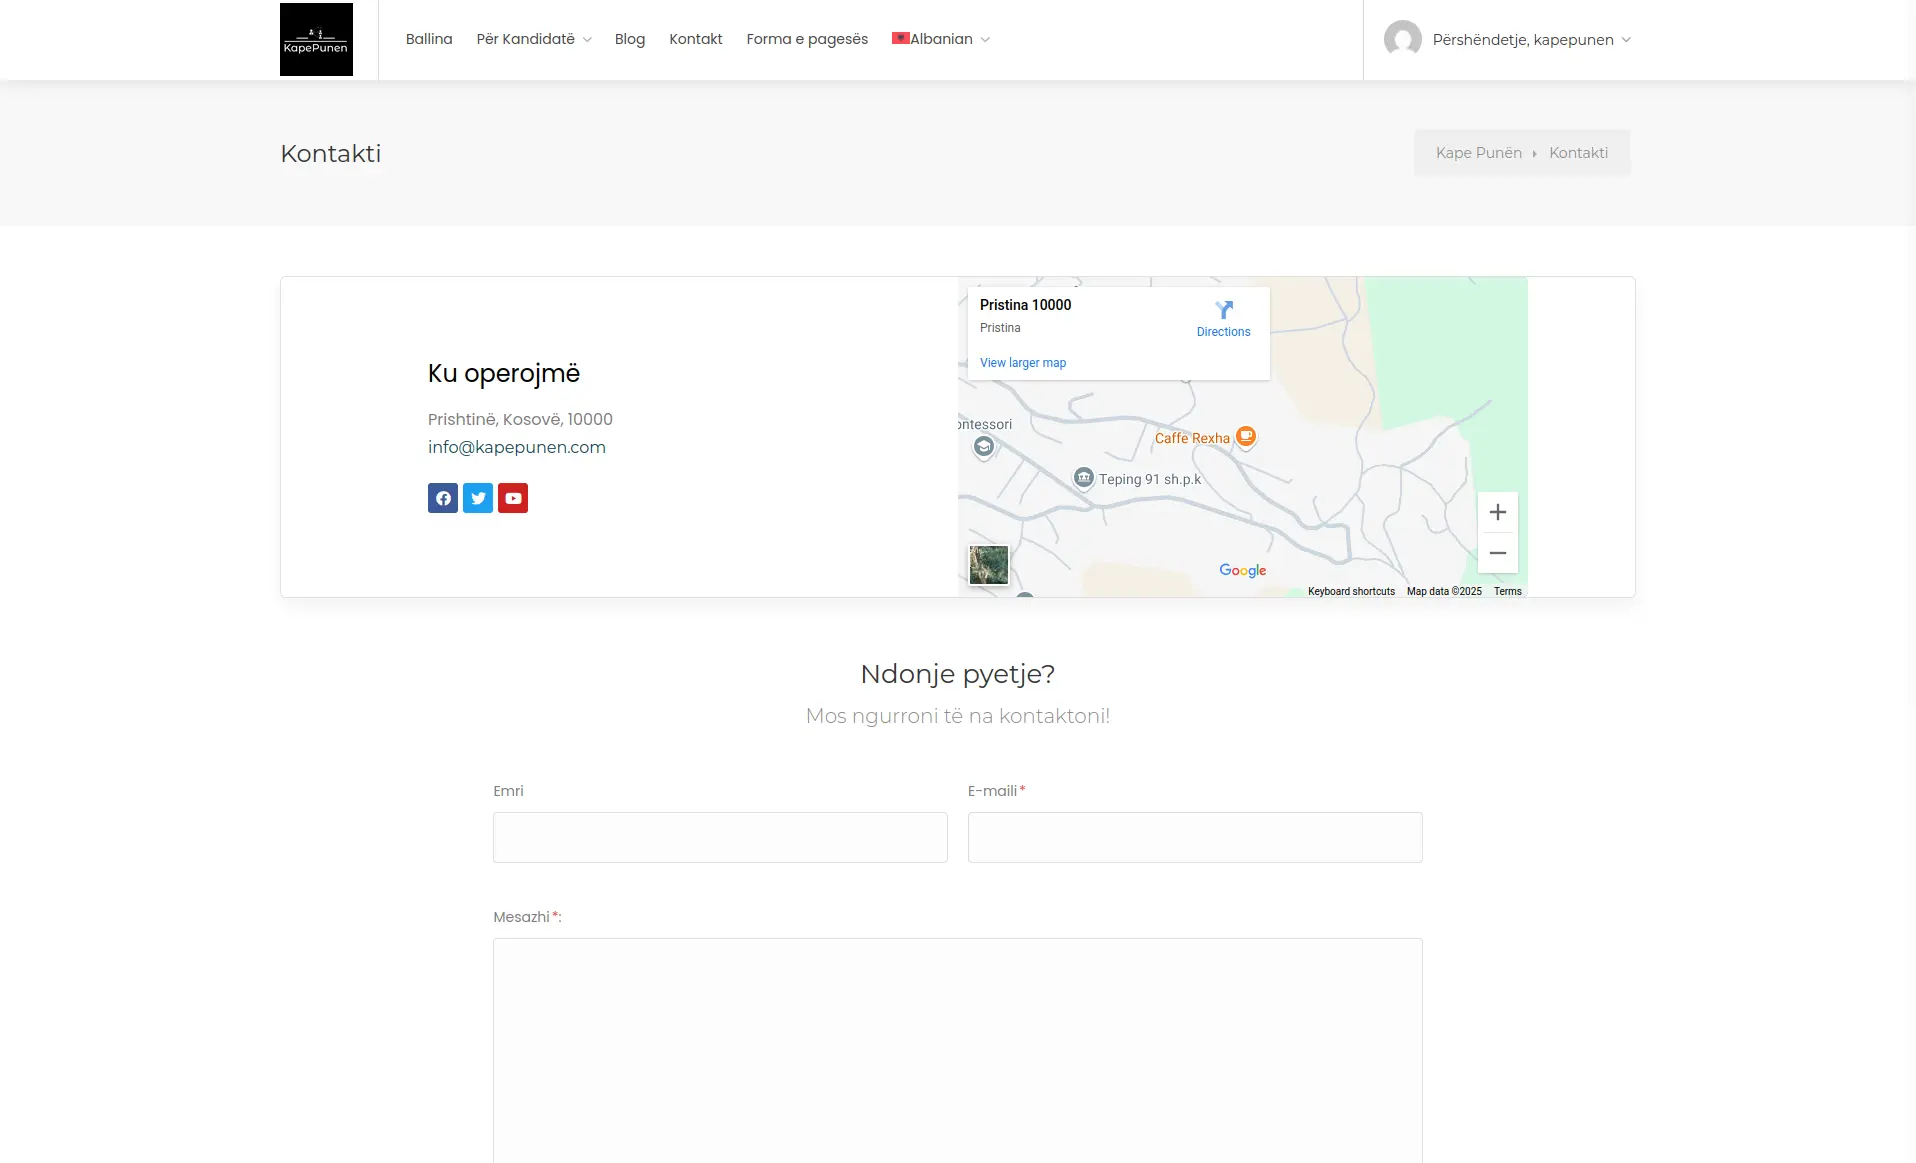 KapePunen
Ballina
Për Kandidatë
Blog
Kontakt
Forma e pagesës
Albanian
Përshëndetje, kapepunen
Kontakti
Kape Punën
Kontakti
Ku operojmë
Prishtinë, Kosovë, 10000
info@kapepunen.com
Pristina 10000
Pristina
Directions
View larger map
ontessori
Caffe Rexha
Teping 91 sh.p.k
Google
Keyboard shortcuts
Map data ©2025
Terms
Ndonje pyetje?
Mos ngurroni të na kontaktoni!
Emri
E-maili*
Mesazhi*: